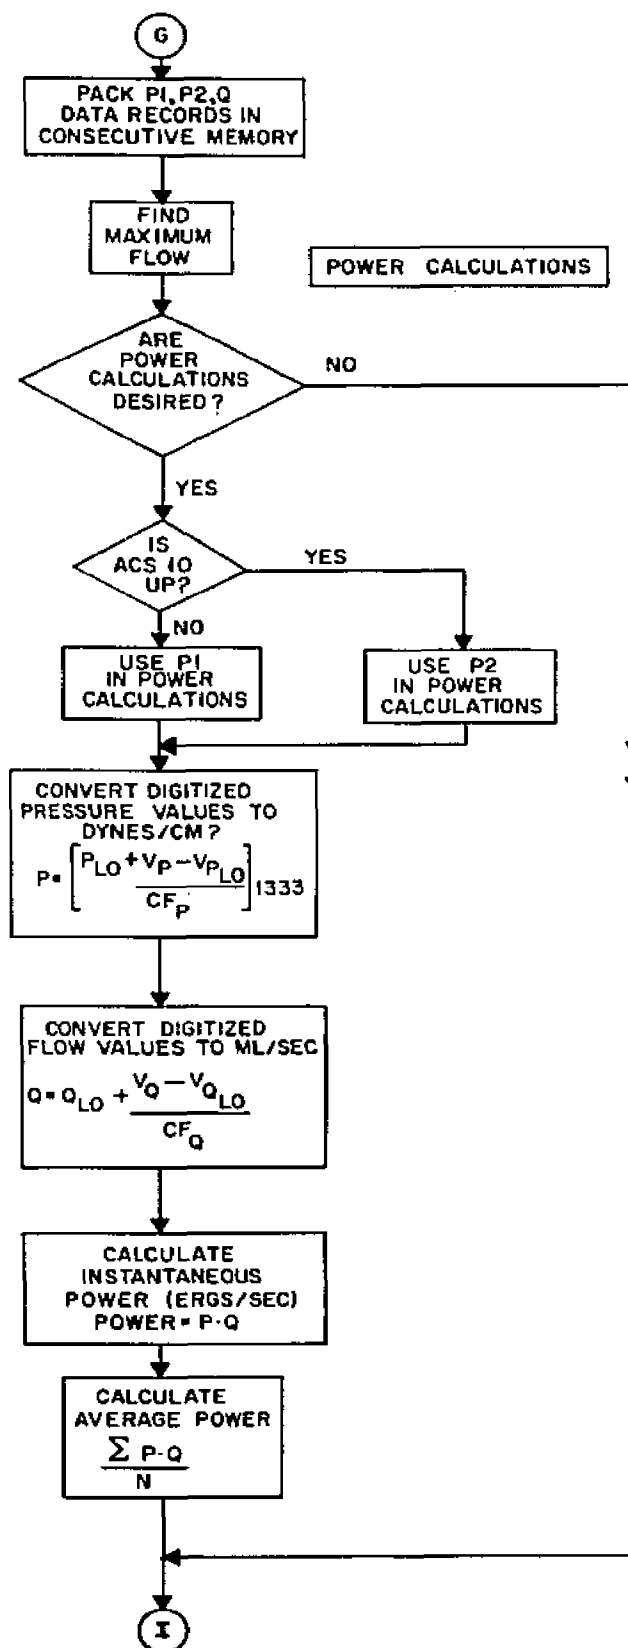 G
PACK P1, P2, Q
DATA RECORDS IN
CONSECUTIVE MEMORY
FIND
MAXIMUM
FLOW
POWER CALCULATIONS
ARE
POWER
CALCULATIONS
DESIRED?
NO
YES
IS
ACS 10
UP?
YES
NO
USE P1
IN POWER
CALCULATIONS
USE P2
IN POWER
CALCULATIONS
CONVERT DIGITIZED
PRESSURE VALUES TO
DYNES/CM?
P = [P_LO + V_P - V_P_LO
CF_P] 1333
CONVERT DIGITIZED
FLOW VALUES TO ML/SEC
Q = Q_LO + V_Q - V_Q_LO
CF_Q
CALCULATE
INSTANTANEOUS
POWER (ERGS/SEC)
POWER = P·Q
CALCULATE
AVERAGE POWER
Σ P·Q
N
I